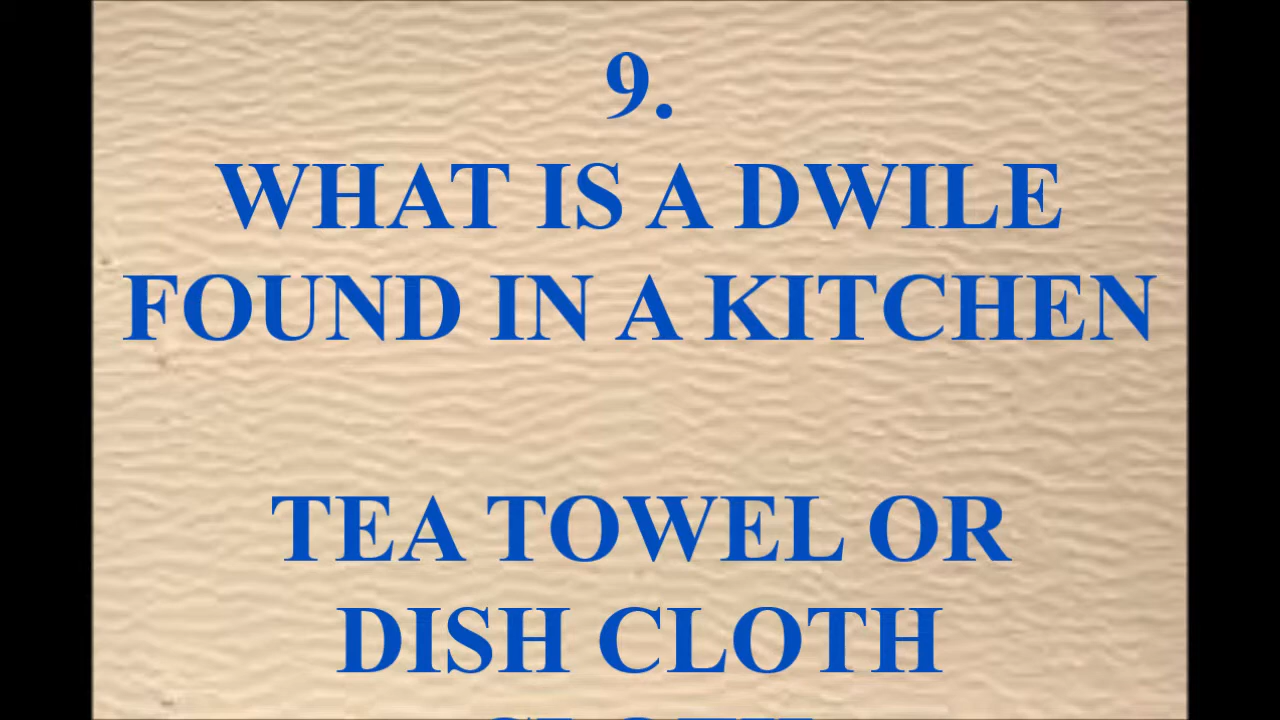 9.
WHAT IS A DWILE
FOUND IN A KITCHEN
TEA TOWEL OR
DISH CLOTH